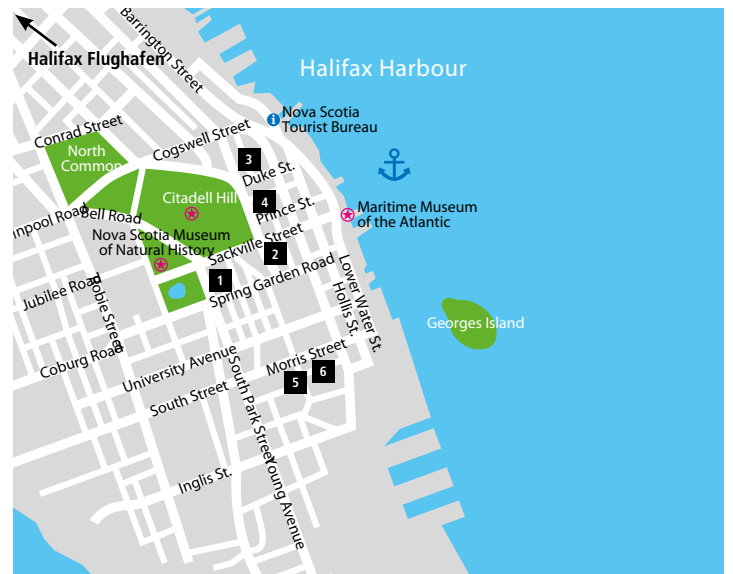 Barrington Street
Halifax Flughafen
Halifax Harbour
Nova Scotia
Tourist Bureau
Conrad Street
Cogswell Street
North
Common
3
Duke St.
Citadell Hill
4
Prince St.
Maritime Museum
of the Atlantic
npool Road
Bell Road
Nova Scotia Museum
of Natural History
Sackville Street
2
1
Spring Garden Road
Lower Water St.
Hollis St.
Jubilee Road
Robie Street
Georges Island
Coburg Road
University Avenue
Morris Street
6
5
South Street
South Park Street
Inglis St.
Young Avenue